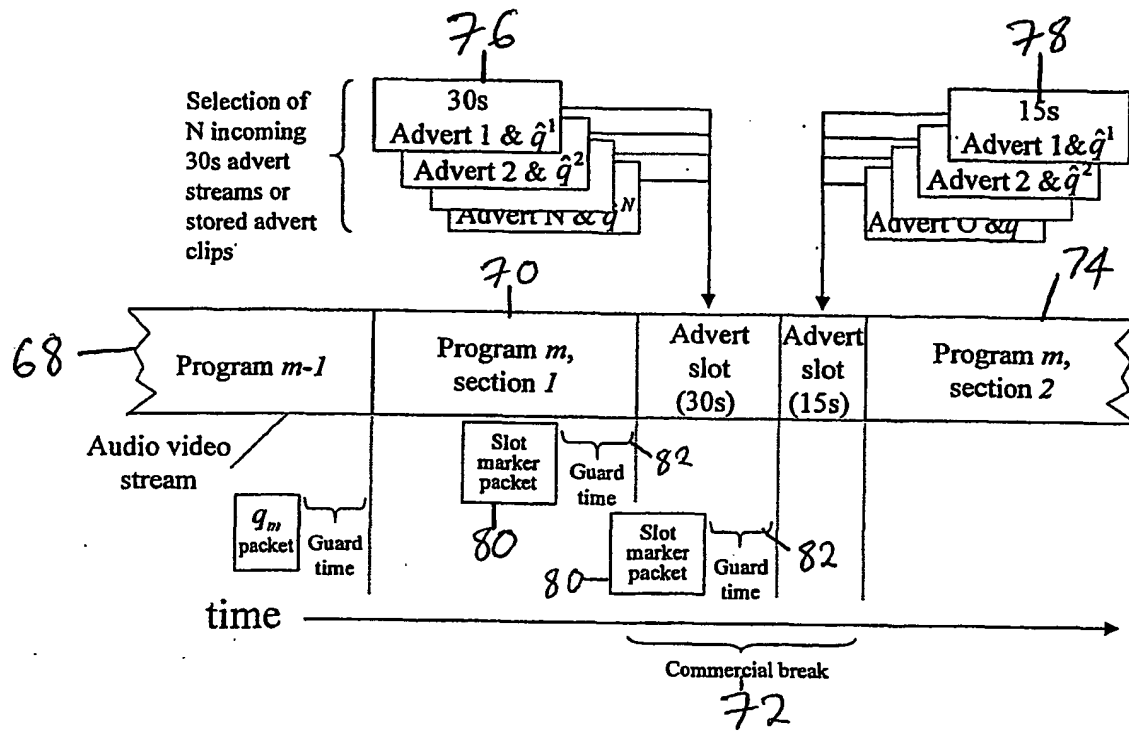 76
78
Selection of
N incoming
30s advert
streams or
stored advert
clips
30s
Advert 1 & q̂¹
Advert 2 & q̂²
Advert N & q̂ᴺ
15s
Advert 1 & q̂¹
Advert 2 & q̂²
Advert O & q
70
74
68
Program m-1
Program m,
section 1
Advert
slot
(30s)
Advert
slot
(15s)
Program m,
section 2
Audio video
stream
qₘ
packet
Guard
time
Slot
marker
packet
Guard
time
82
80
Slot
marker
packet
Guard
time
82
80
time
Commercial break
72